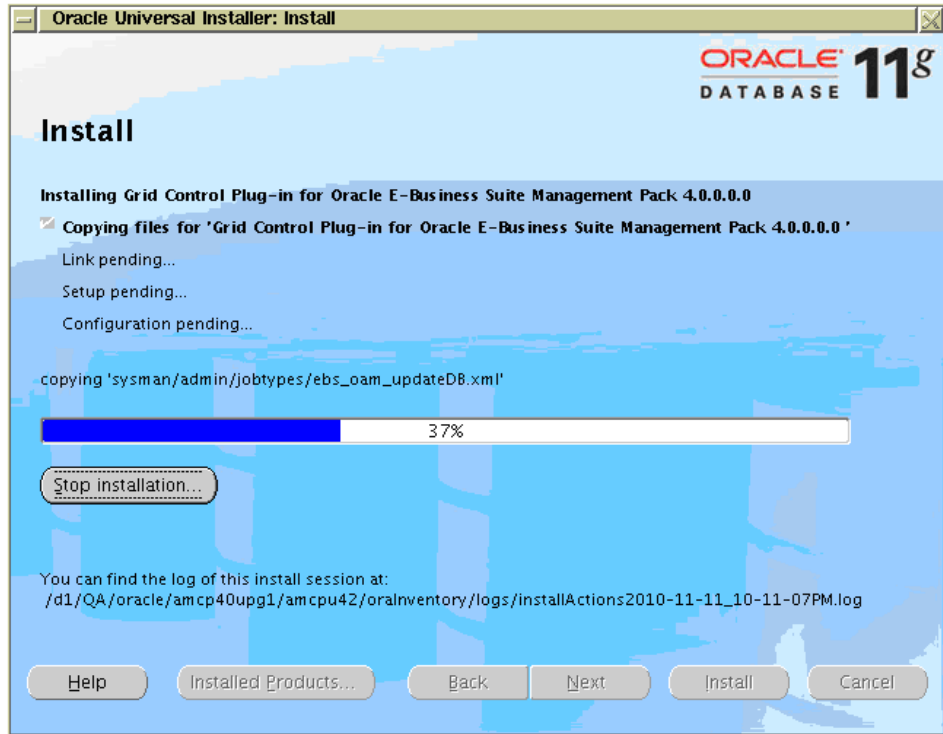 Oracle Universal Installer: Install
ORACLE 11g
DATABASE
Install
Installing Grid Control Plug-in for Oracle E-Business Suite Management Pack 4.0.0.0.0
Copying files for 'Grid Control Plug-in for Oracle E-Business Suite Management Pack 4.0.0.0.0 '
Link pending...
Setup pending...
Configuration pending...
copying 'sysman/admin/jobtypes/ebs_oam_updateDB.xml'
37%
Stop installation...
You can find the log of this install session at:
/d1/QA/oracle/amcp40upg1/amcpu42/oraInventory/logs/installActions2010-11-11_10-11-07PM.log
Help Installed Products... Back Next Install Cancel